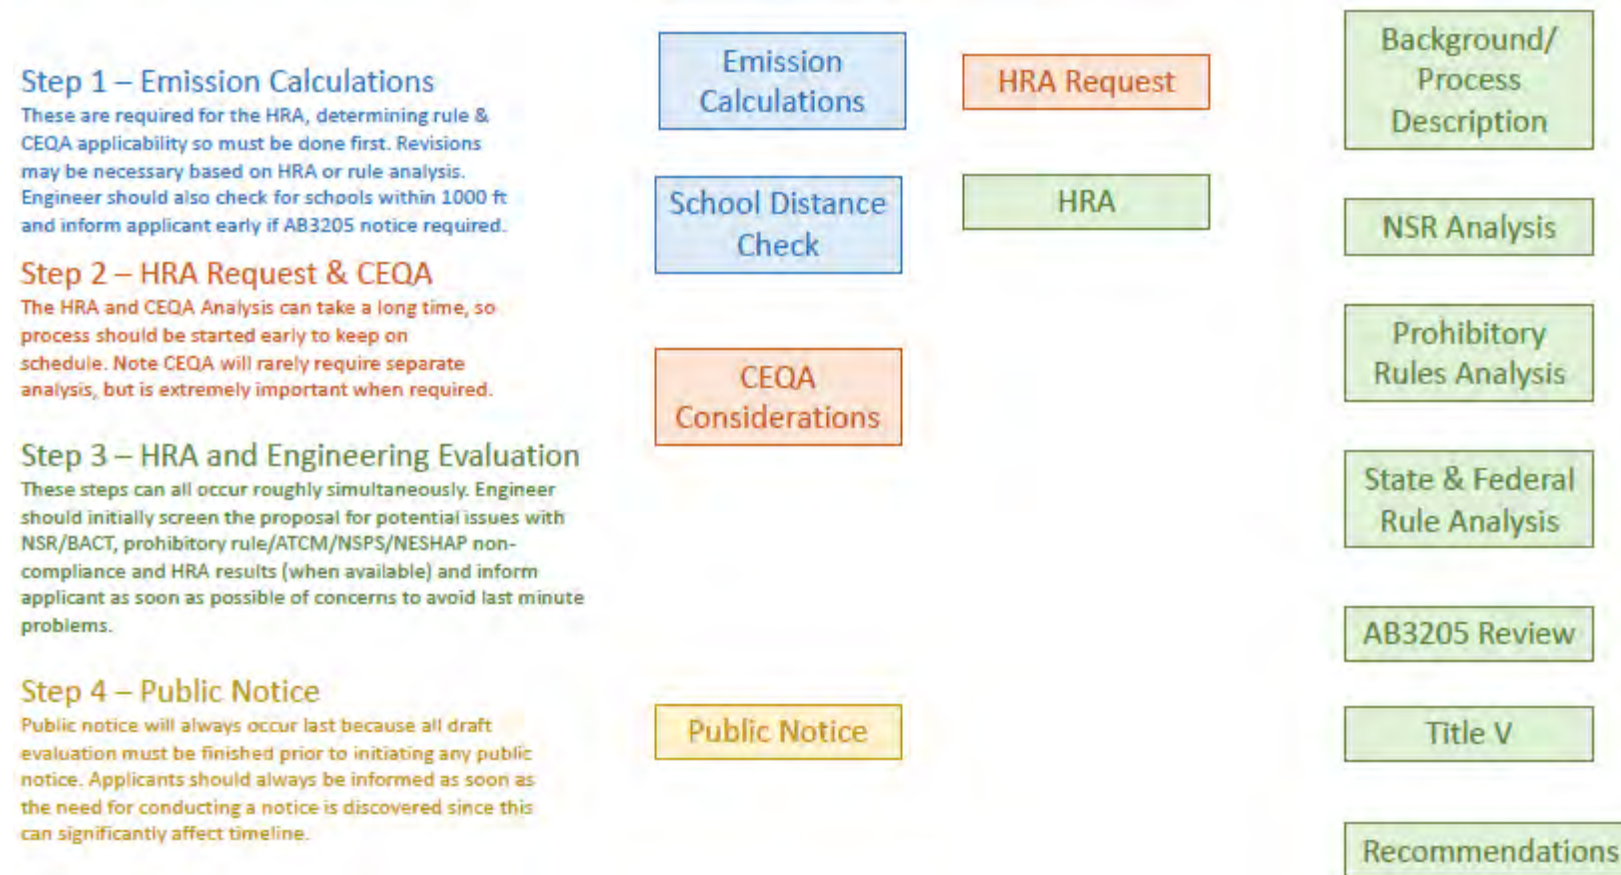 Step 1 – Emission Calculations
These are required for the HRA, determining rule &
CEQA applicability so must be done first. Revisions
may be necessary based on HRA or rule analysis.
Engineer should also check for schools within 1000 ft
and inform applicant early if AB3205 notice required.
Step 2 – HRA Request & CEQA
The HRA and CEQA Analysis can take a long time, so
process should be started early to keep on
schedule. Note CEQA will rarely require separate
analysis, but is extremely important when required.
Step 3 – HRA and Engineering Evaluation
These steps can all occur roughly simultaneously. Engineer
should initially screen the proposal for potential issues with
NSR/BACT, prohibitory rule/ATCM/NSPS/NESHAP non-
compliance and HRA results (when available) and inform
applicant as soon as possible of concerns to avoid last minute
problems.
Step 4 – Public Notice
Public notice will always occur last because all draft
evaluation must be finished prior to initiating any public
notice. Applicants should always be informed as soon as
the need for conducting a notice is discovered since this
can significantly affect timeline.
Emission
Calculations
School Distance
Check
CEQA
Considerations
Public Notice
HRA Request
HRA
Background/
Process
Description
NSR Analysis
Prohibitory
Rules Analysis
State & Federal
Rule Analysis
AB3205 Review
Title V
Recommendations